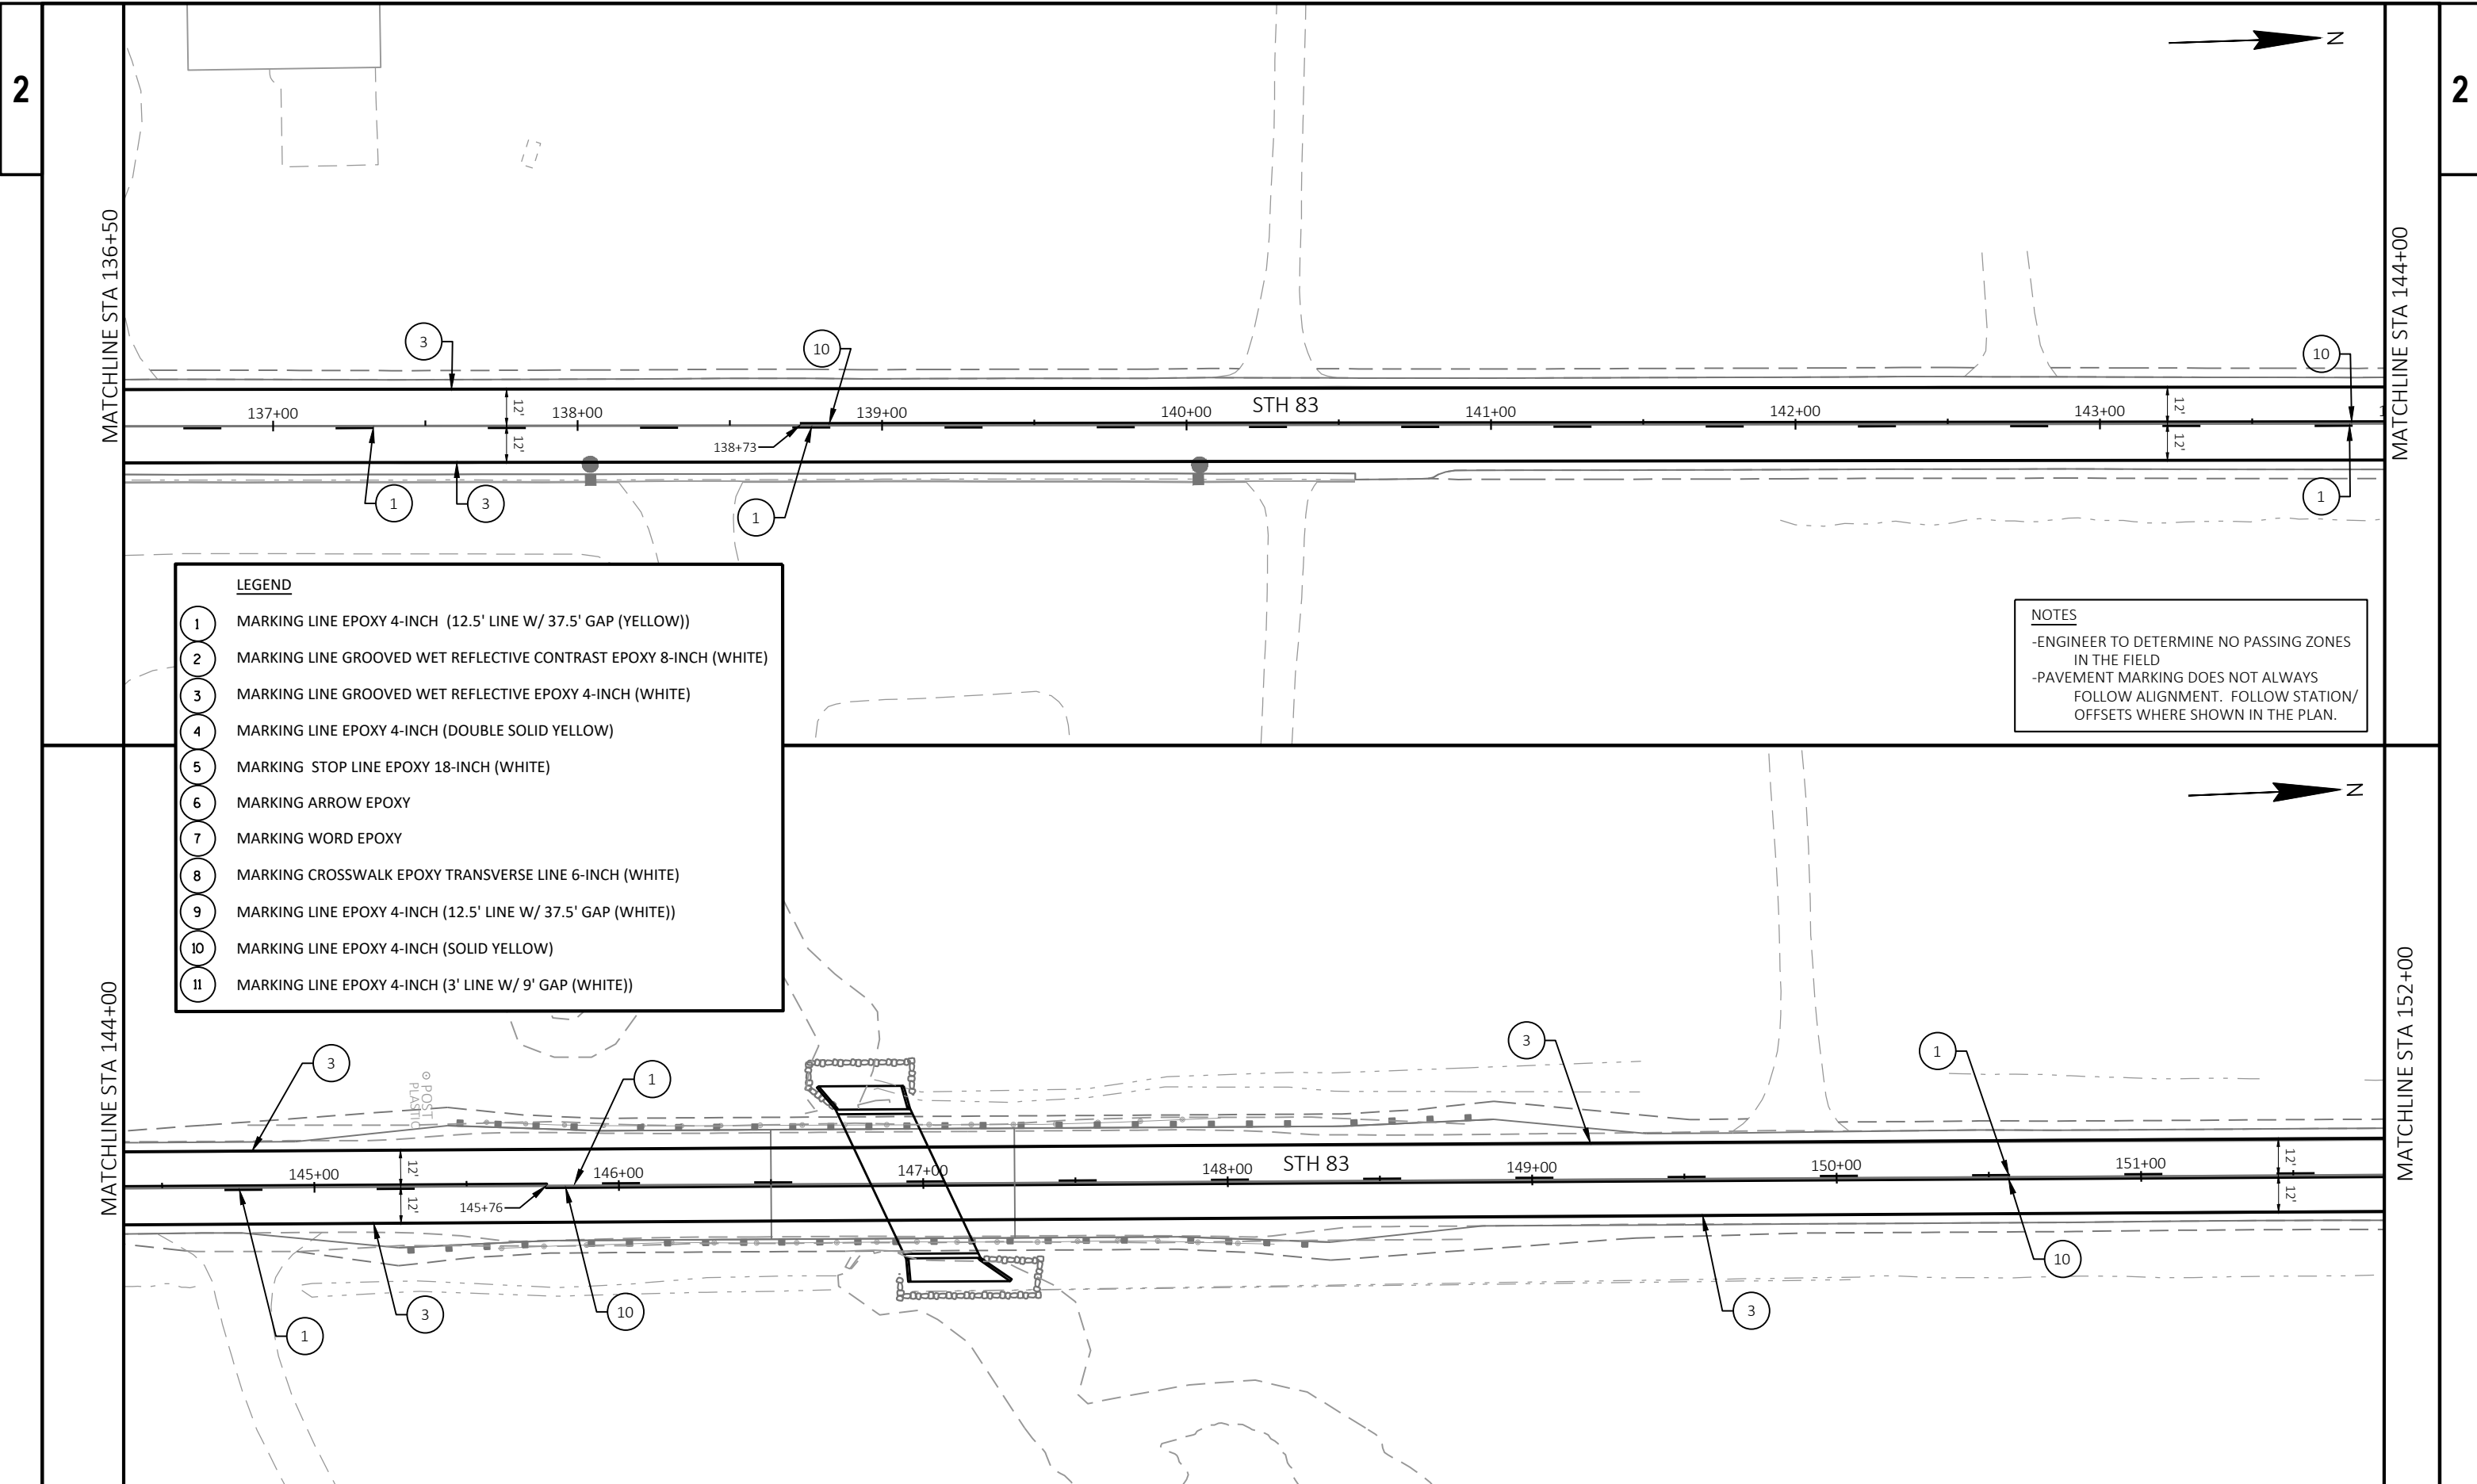 2
2
N
MATCHLINE STA 136+50
MATCHLINE STA 144+00
3
10
10
137+00
12'
138+00
139+00
140+00
STH 83
141+00
142+00
143+00
12'
1
12'
138+73
12'
1
3
1
1
LEGEND
1 MARKING LINE EPOXY 4-INCH (12.5' LINE W/ 37.5' GAP (YELLOW))
2 MARKING LINE GROOVED WET REFLECTIVE CONTRAST EPOXY 8-INCH (WHITE)
3 MARKING LINE GROOVED WET REFLECTIVE EPOXY 4-INCH (WHITE)
4 MARKING LINE EPOXY 4-INCH (DOUBLE SOLID YELLOW)
5 MARKING STOP LINE EPOXY 18-INCH (WHITE)
6 MARKING ARROW EPOXY
7 MARKING WORD EPOXY
8 MARKING CROSSWALK EPOXY TRANSVERSE LINE 6-INCH (WHITE)
9 MARKING LINE EPOXY 4-INCH (12.5' LINE W/ 37.5' GAP (WHITE))
10 MARKING LINE EPOXY 4-INCH (SOLID YELLOW)
11 MARKING LINE EPOXY 4-INCH (3' LINE W/ 9' GAP (WHITE))
NOTES
-ENGINEER TO DETERMINE NO PASSING ZONES
IN THE FIELD
-PAVEMENT MARKING DOES NOT ALWAYS
FOLLOW ALIGNMENT. FOLLOW STATION/
OFFSETS WHERE SHOWN IN THE PLAN.
N
MATCHLINE STA 144+00
MATCHLINE STA 152+00
3
POST
PLASTIC
1
3
1
145+00
12'
146+00
147+00
148+00
STH 83
149+00
150+00
151+00
12'
12'
145+76
12'
1
3
10
3
10